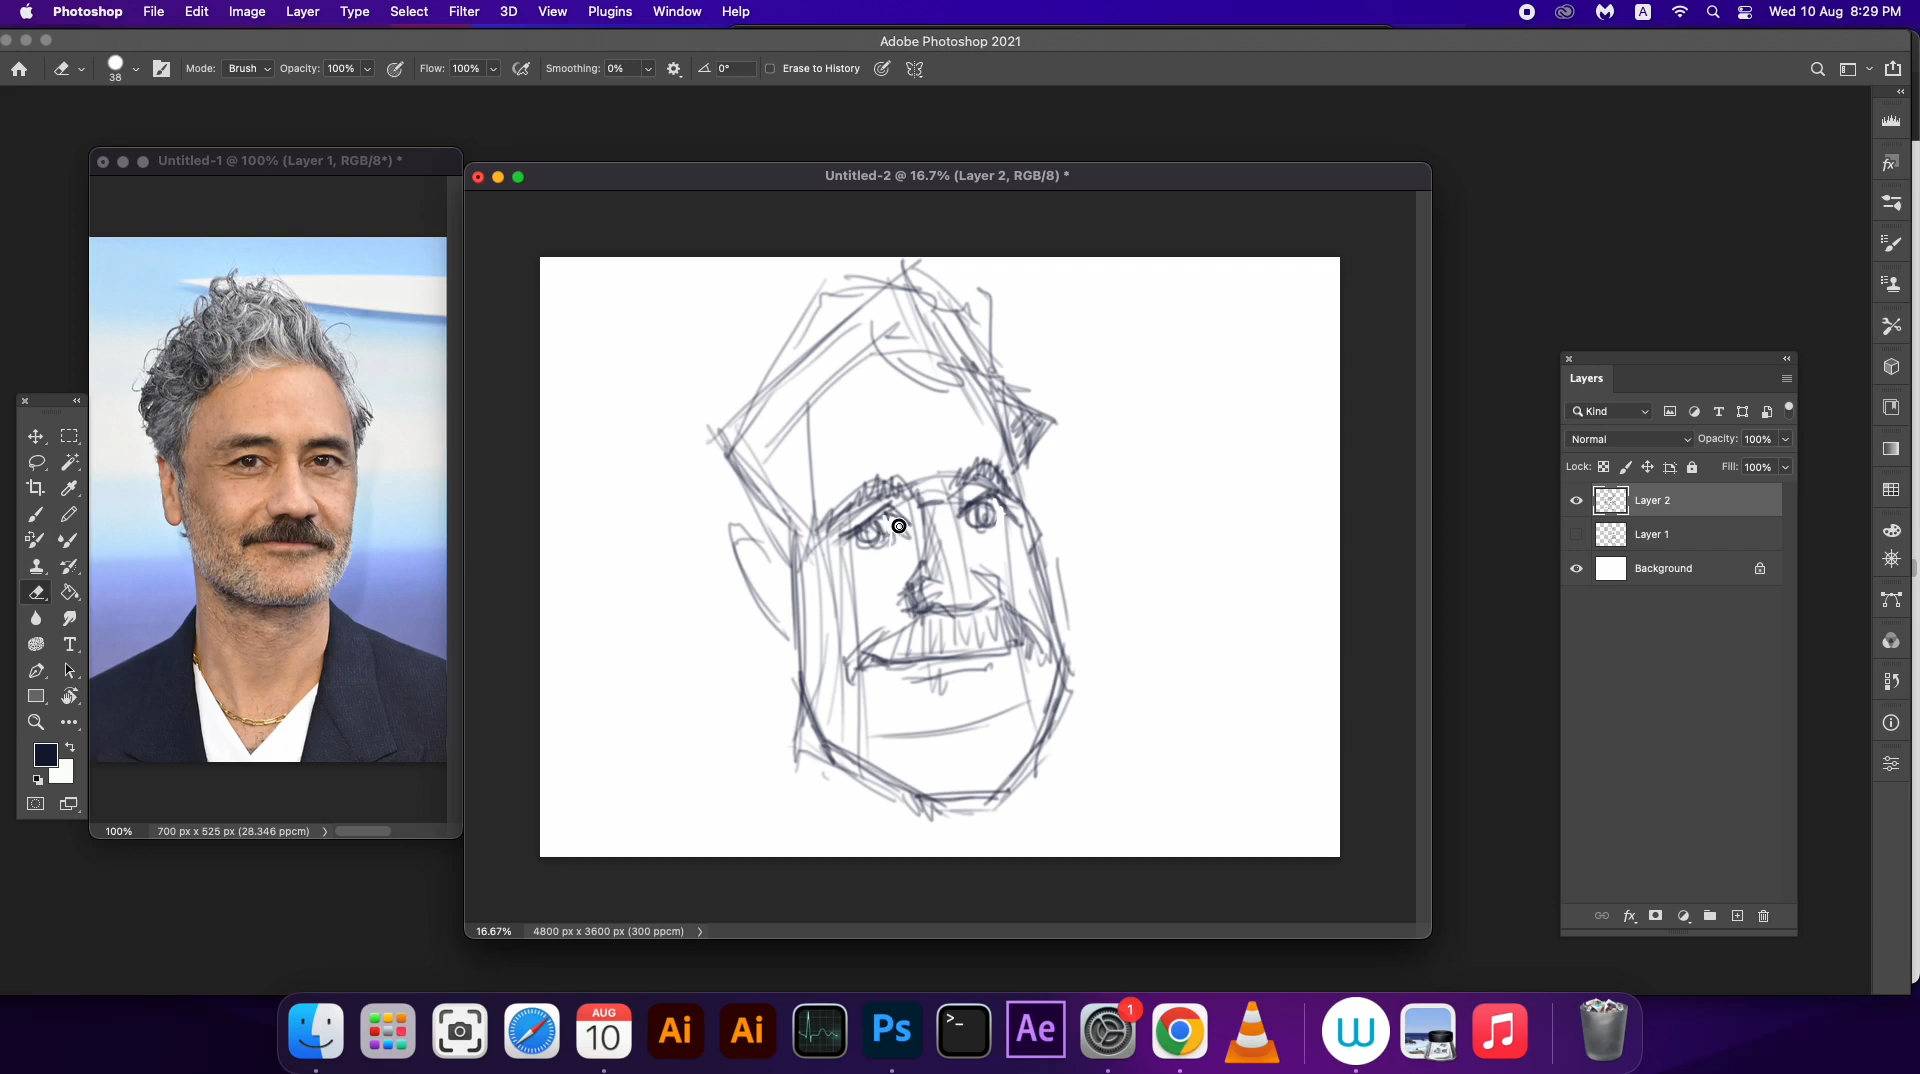 Photoshop File Edit Image Layer Type Select Filter 3D View Plugins Window Help A Wed 10 Aug 8:29 PM
Adobe Photoshop 2021
38 Mode: Brush Opacity: 100% Flow: 100% Smoothing: 0% 0° Erase to History
Untitled-1 @ 100% (Layer 1, RGB/8*) *
Untitled-2 @ 16.7% (Layer 2, RGB/8) *
Layers
Kind
Normal Opacity: 100%
Lock: Fill: 100%
Layer 2
Layer 1
Background
100% 700 px x 525 px (28.346 ppcm)
16.67% 4800 px x 3600 px (300 ppcm)
AUG
10
Ai
Ai
Ps
Ae
1
W